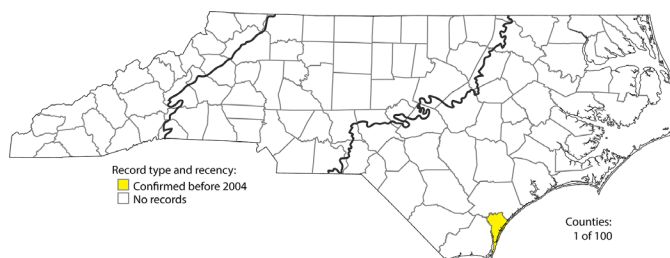 Record type and recency:
Confirmed before 2004
No records
Counties:
1 of 100